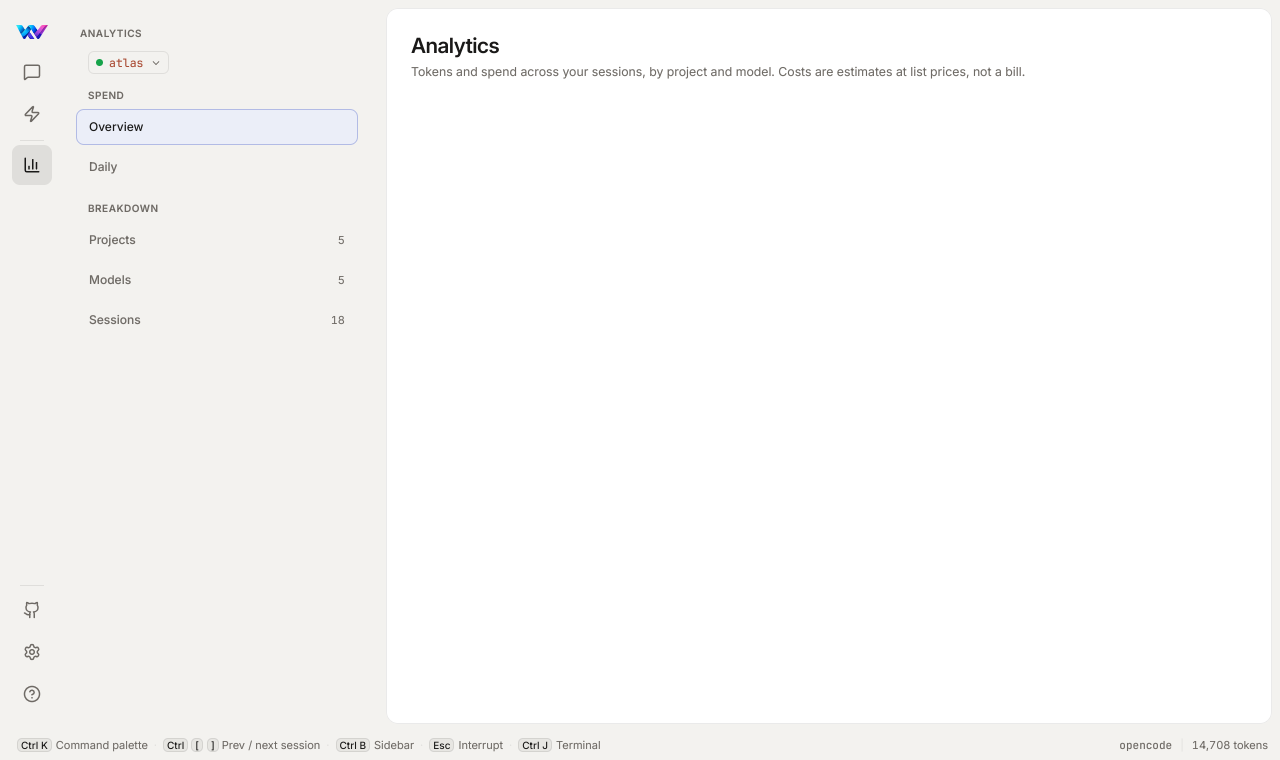 ANALYTICS
atlas
SPEND
Overview
Daily
BREAKDOWN
Projects 5
Models 5
Sessions 18
Analytics
Tokens and spend across your sessions, by project and model. Costs are estimates at list prices, not a bill.
Ctrl K Command palette Ctrl [ ] Prev / next session Ctrl B Sidebar Esc Interrupt Ctrl J Terminal opencode 14,708 tokens